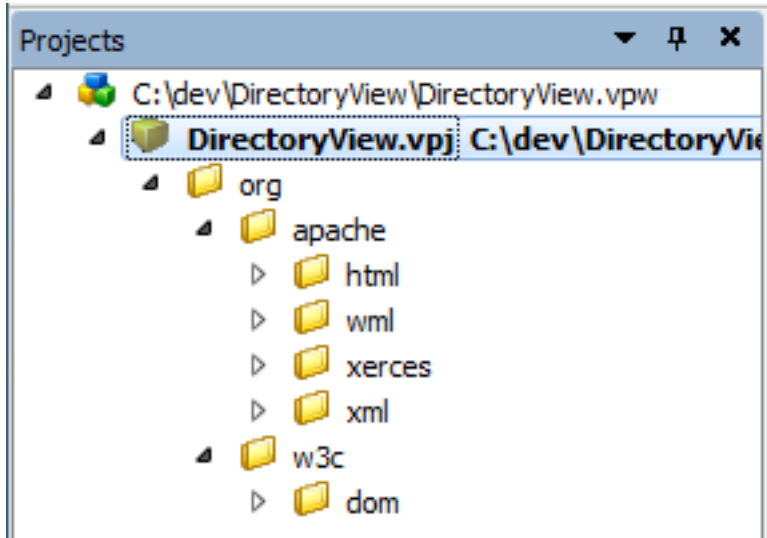 Projects
C:\dev\DirectoryView\DirectoryView.vpw
DirectoryView.vpj C:\dev\DirectoryVie
org
apache
html
wml
xerces
xml
w3c
dom